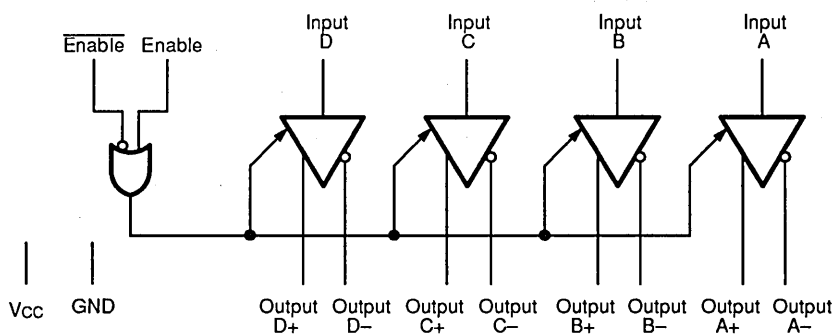 Input
D
Input
C
Input
B
Input
A
Enable
Enable
VCC
GND
Output
D+
Output
D–
Output
C+
Output
C–
Output
B+
Output
B–
Output
A+
Output
A–